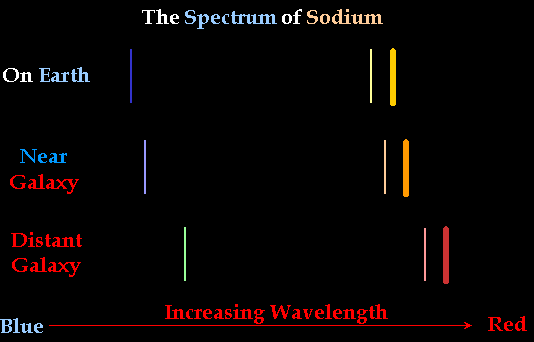 The Spectrum of Sodium
On Earth
Near
Galaxy
Distant
Galaxy
Increasing Wavelength
Blue
Red